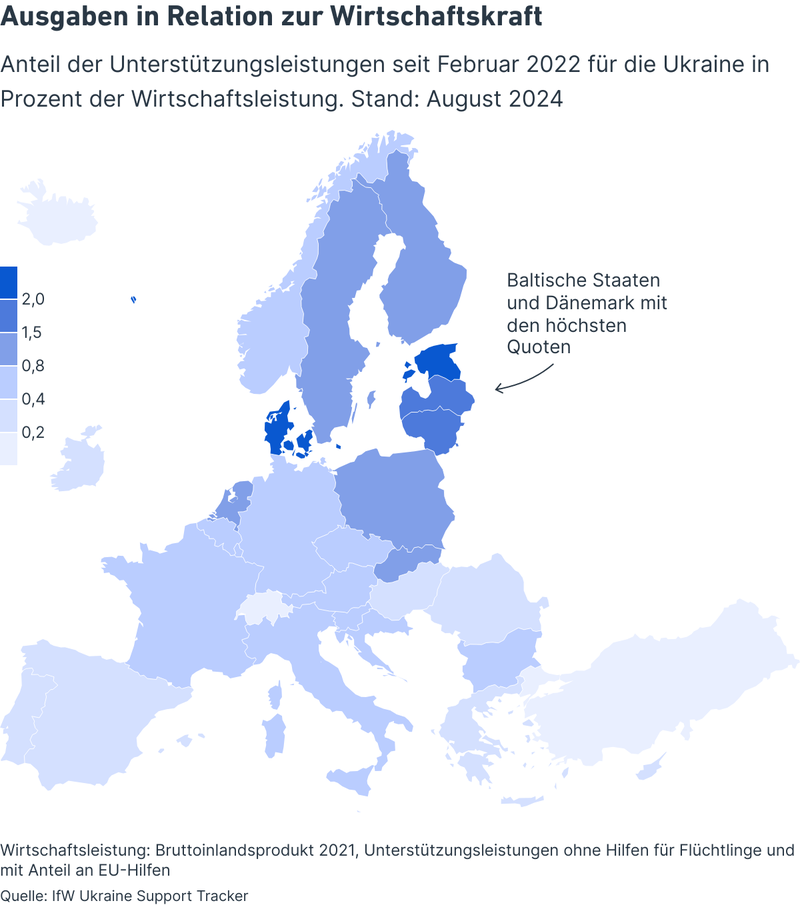 Ausgaben in Relation zur Wirtschaftskraft
Anteil der Unterstützungsleistungen seit Februar 2022 für die Ukraine in
Prozent der Wirtschaftsleistung. Stand: August 2024
Baltische Staaten
und Dänemark mit
den höchsten
Quoten
2,0
1,5
0,8
0,4
0,2
Wirtschaftsleistung: Bruttoinlandsprodukt 2021, Unterstützungsleistungen ohne Hilfen für Flüchtlinge und
mit Anteil an EU-Hilfen
Quelle: IfW Ukraine Support Tracker